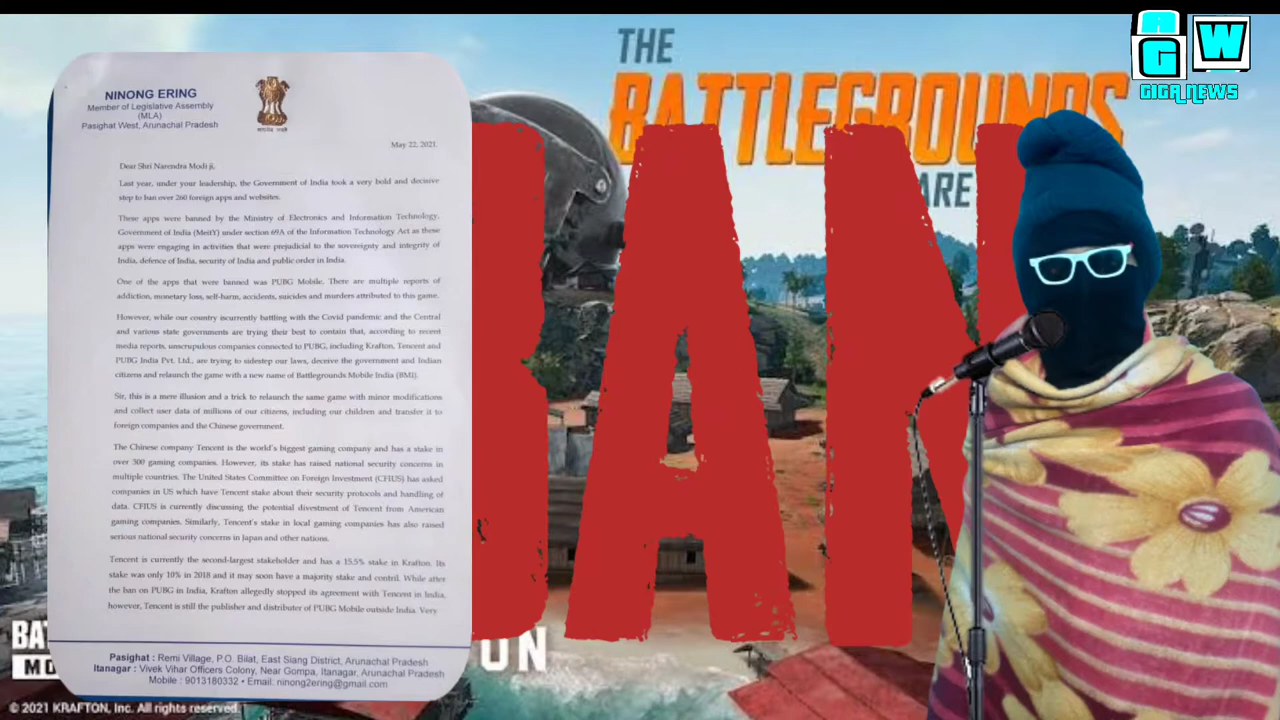 THE
BATTLEGROUNDS
ARE
BAN
A
G
W
GIGA NEWS
NINONG ERING
Member of Legislative Assembly
(MLA)
Pasighat West, Arunachal Pradesh
May 22, 2021.
Dear Shri Narendra Modi ji,
Last year, under your leadership, the Government of India took a very bold and decisive
step to ban over 260 foreign apps and websites.
These apps were banned by the Ministry of Electronics and Information Technology,
Government of India (MeitY) under section 69A of the Information Technology Act as these
apps were engaging in activities that were prejudicial to the sovereignty and integrity of
India, defence of India, security of India and public order in India.
One of the apps that were banned was PUBG Mobile. There are multiple reports of
addiction, monetary loss, self-harm, accidents, suicides and murders attributed to this game.
However, while our country iscurrently battling with the Covid pandemic and the Central
and various state governments are trying their best to contain that, according to recent
media reports, unscrupulous companies connected to PUBG, including Krafton, Tencent and
PUBG India Pvt. Ltd., are trying to sidestep our laws, deceive the government and Indian
citizens and relaunch the game with a new name of Battlegrounds Mobile India (BMI).
Sir, this is a mere illusion and a trick to relaunch the same game with minor modifications
and collect user data of millions of our citizens, including our children and transfer it to
foreign companies and the Chinese government.
The Chinese company Tencent is the world's biggest gaming company and has a stake in
over 300 gaming companies. However, its stake has raised national security concerns in
multiple countries. The United States Committee on Foreign Investment (CFIUS) has asked
companies in US which have Tencent stake about their security protocols and handling of
data. CFIUS is currently discussing the potential divestment of Tencent from American
gaming companies. Similarly, Tencent's stake in local gaming companies has also raised
serious national security concerns in Japan and other nations.
Tencent is currently the second-largest stakeholder and has a 15.5% stake in Krafton. Its
stake was only 10% in 2018 and it may soon have a majority stake and contril. While after
the ban on PUBG in India, Krafton allegedly stopped its agreement with Tencent in India,
however, Tencent is still the publisher and distributor of PUBG Mobile outside India. Very
Pasighat : Remi Village, P.O. Bilat, East Siang District, Arunachal Pradesh
Itanagar : Vivek Vihar Officers Colony, Near Gompa, Itanagar, Arunachal Pradesh
Mobile : 9013180332 • Email: ninong2ering@gmail.com
BAT
MO
ON
© 2021 KRAFTON, Inc. All rights reserved.